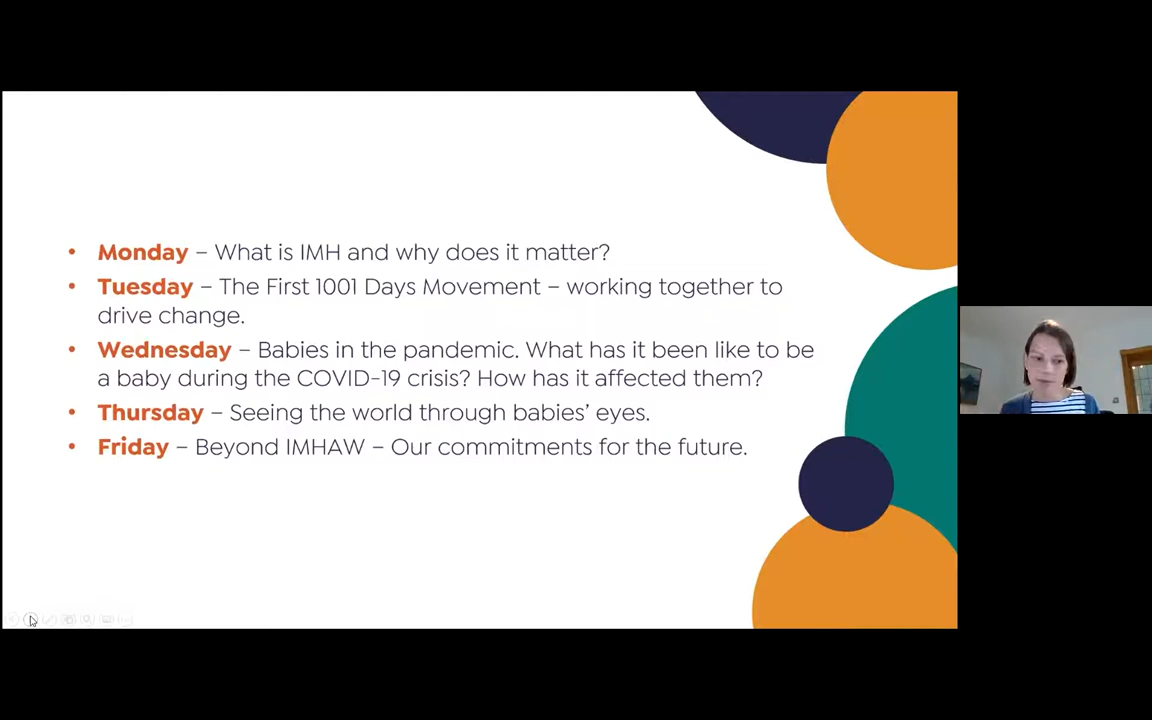 • Monday – What is IMH and why does it matter?
• Tuesday – The First 1001 Days Movement – working together to
drive change.
• Wednesday – Babies in the pandemic. What has it been like to be
a baby during the COVID-19 crisis? How has it affected them?
• Thursday – Seeing the world through babies’ eyes.
• Friday – Beyond IMHAW – Our commitments for the future.